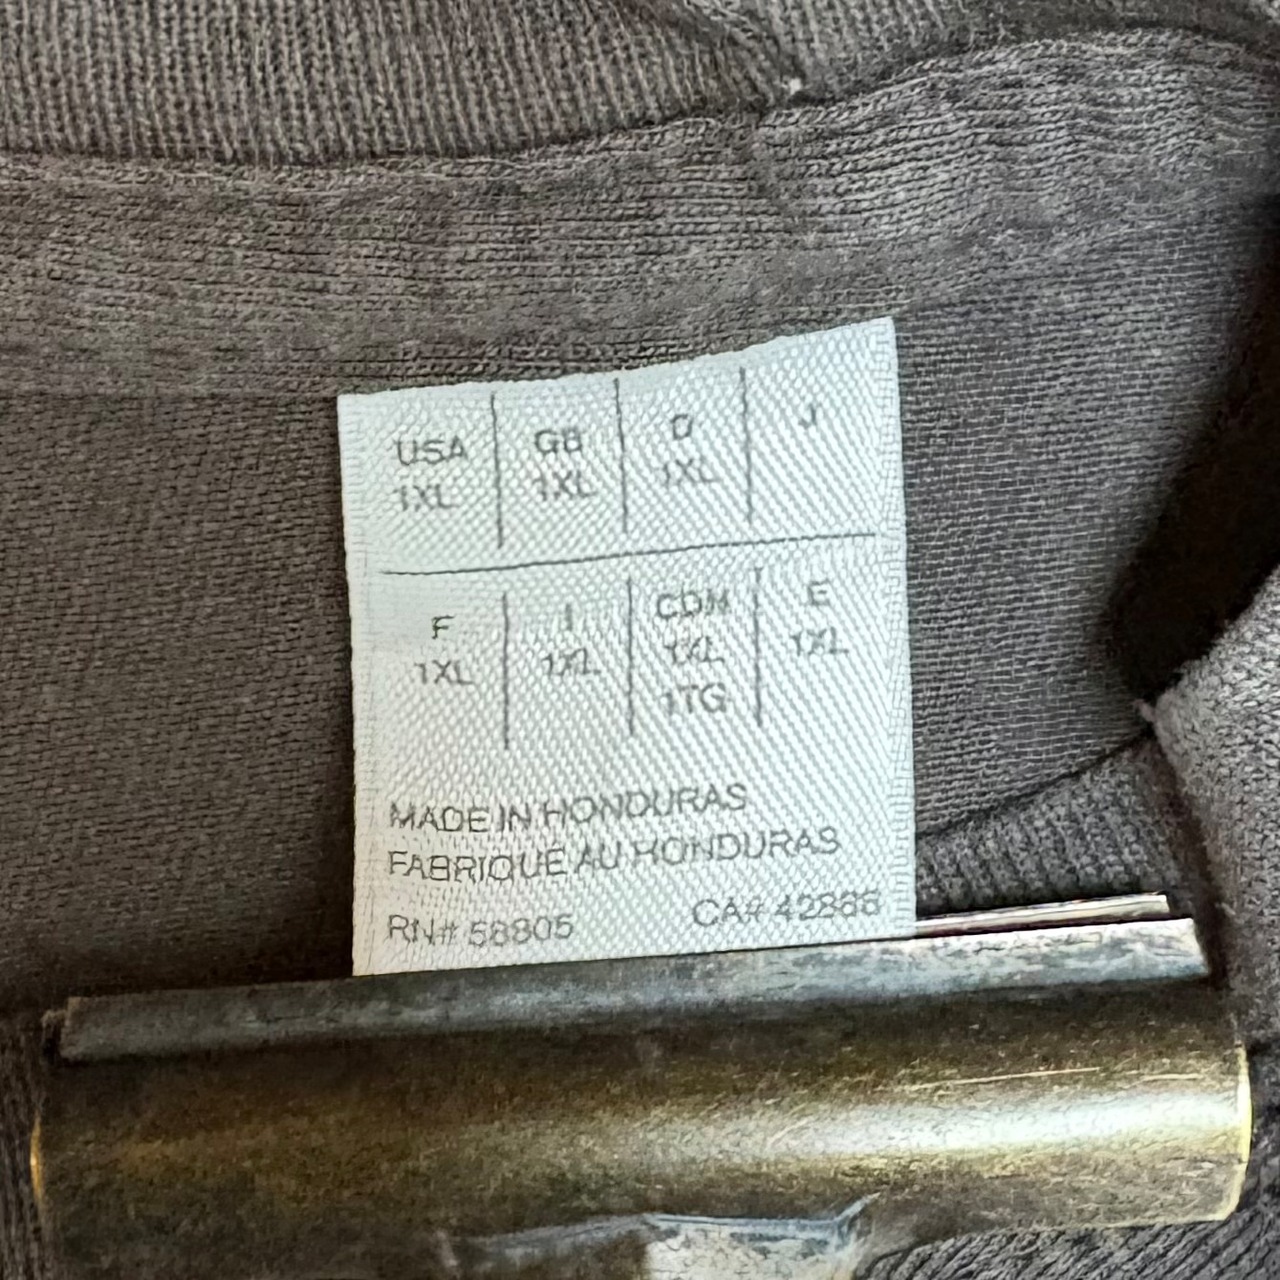 USA GB D J
1XL 1XL 1XL
F I CDN E
1XL 1XL 1XL 1XL
1TG
MADE IN HONDURAS
FABRIQUE AU HONDURAS
RN# 58805 CA# 42886